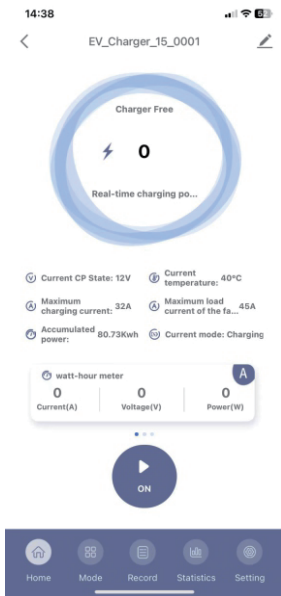 14:38
EV_Charger_15_0001
Charger Free
0
Real-time charging po...
Current CP State: 12V
Current
temperature: 40°C
Maximum
charging current: 32A
Maximum load
current of the fa... 45A
Accumulated
power: 80.73Kwh
Current mode: Charging
watt-hour meter
A
0 0 0
Current(A) Voltage(V) Power(W)
ON
Home Mode Record Statistics Setting